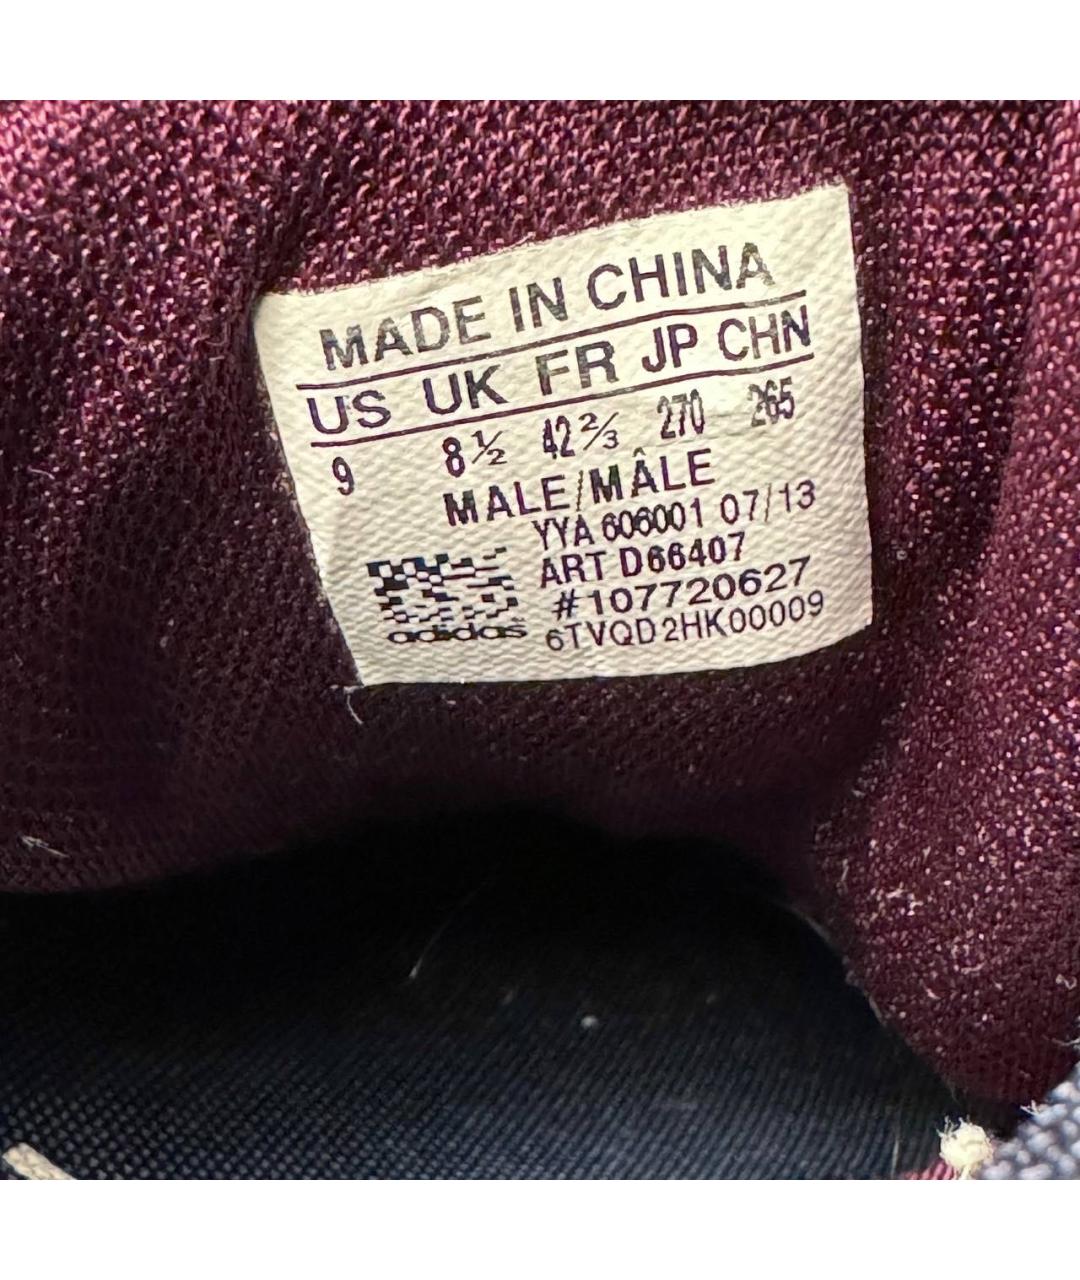 MADE IN CHINA
US UK FR JP CHN
9 8½ 42⅔ 270 265
MALE/MÂLE
YYA 606001 07/13
ART D66407
#107720627
adidas 6TVQD2HK00009